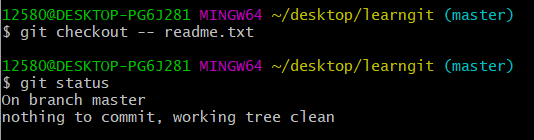 12580@DESKTOP-PG6J281 MINGW64 ~/desktop/learngit (master)
$ git checkout -- readme.txt
12580@DESKTOP-PG6J281 MINGW64 ~/desktop/learngit (master)
$ git status
On branch master
nothing to commit, working tree clean